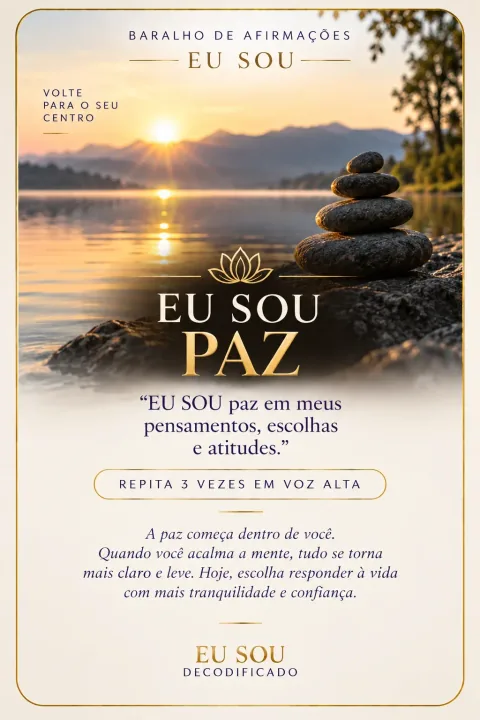 BARALHO DE AFIRMAÇÕES
EU SOU
VOLTE
PARA O SEU
CENTRO
EU SOU
PAZ
“EU SOU paz em meus
pensamentos, escolhas
e atitudes.”
REPITA 3 VEZES EM VOZ ALTA
A paz começa dentro de você.
Quando você acalma a mente, tudo se torna
mais claro e leve. Hoje, escolha responder à vida
com mais tranquilidade e confiança.
EU SOU
DECODIFICADO